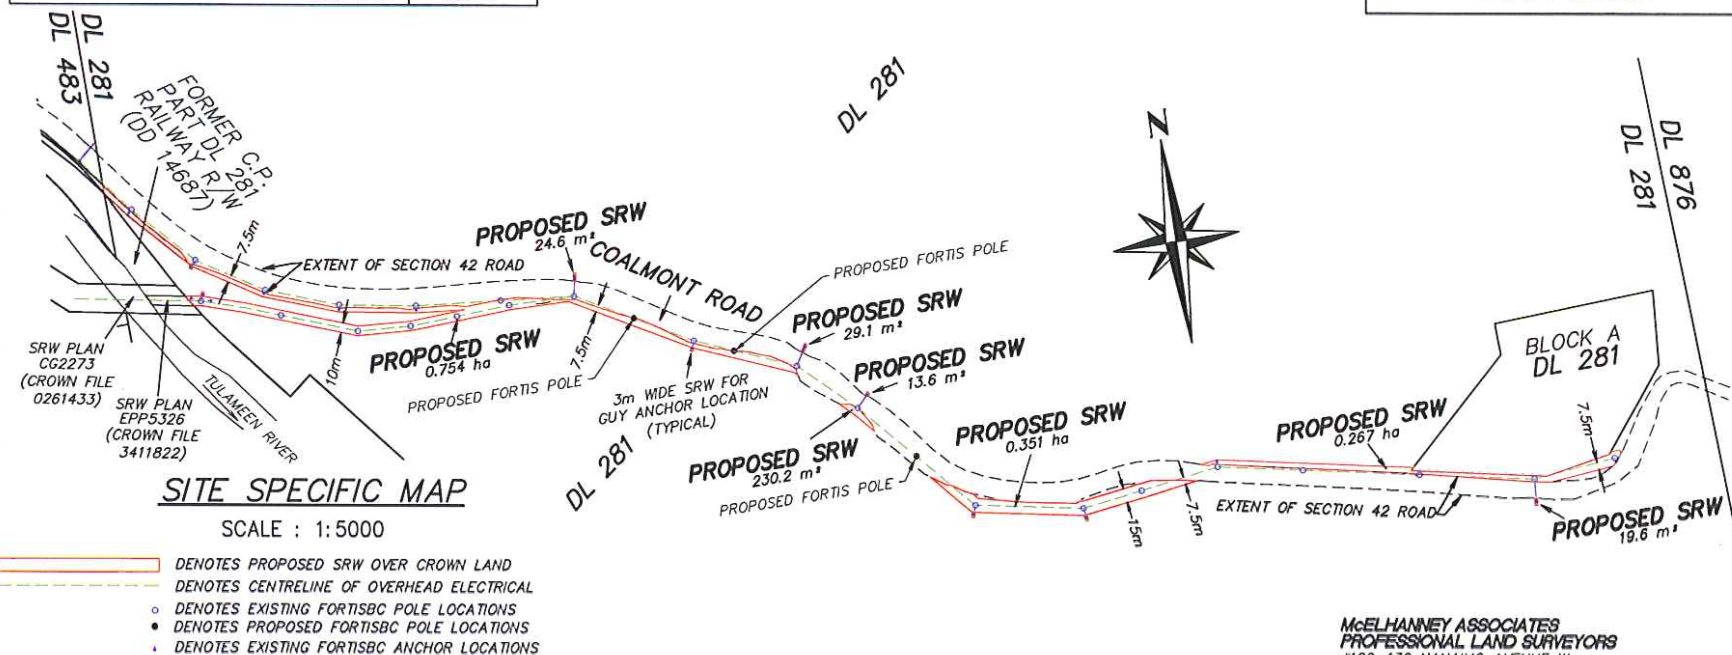 DL 281
DL 483
FORMER C.P.
PART DL 281
RAILWAY R/W
(DD 14687)
7.5m
EXTENT OF SECTION 42 ROAD
PROPOSED SRW
24.6 m²
COALMONT ROAD
DL 281
PROPOSED FORTIS POLE
PROPOSED SRW
29.1 m²
PROPOSED SRW
13.6 m²
N
DL 876
DL 281
BLOCK A
DL 281
SRW PLAN
CG2273
(CROWN FILE
0261433)
SRW PLAN
EPP5326
(CROWN FILE
3411822)
TULAMEEN RIVER
10m
PROPOSED SRW
0.754 ha
7.5m
PROPOSED FORTIS POLE
3m WIDE SRW FOR
GUY ANCHOR LOCATION
(TYPICAL)
DL 281
PROPOSED SRW
230.2 m²
PROPOSED FORTIS POLE
PROPOSED SRW
0.351 ha
15m
7.5m
PROPOSED SRW
0.267 ha
7.5m
EXTENT OF SECTION 42 ROAD
PROPOSED SRW
19.6 m²
SITE SPECIFIC MAP
SCALE : 1:5000
DENOTES PROPOSED SRW OVER CROWN LAND
DENOTES CENTRELINE OF OVERHEAD ELECTRICAL
DENOTES EXISTING FORTISBC POLE LOCATIONS
DENOTES PROPOSED FORTISBC POLE LOCATIONS
DENOTES EXISTING FORTISBC ANCHOR LOCATIONS
McELHANNEY ASSOCIATES
PROFESSIONAL LAND SURVEYORS